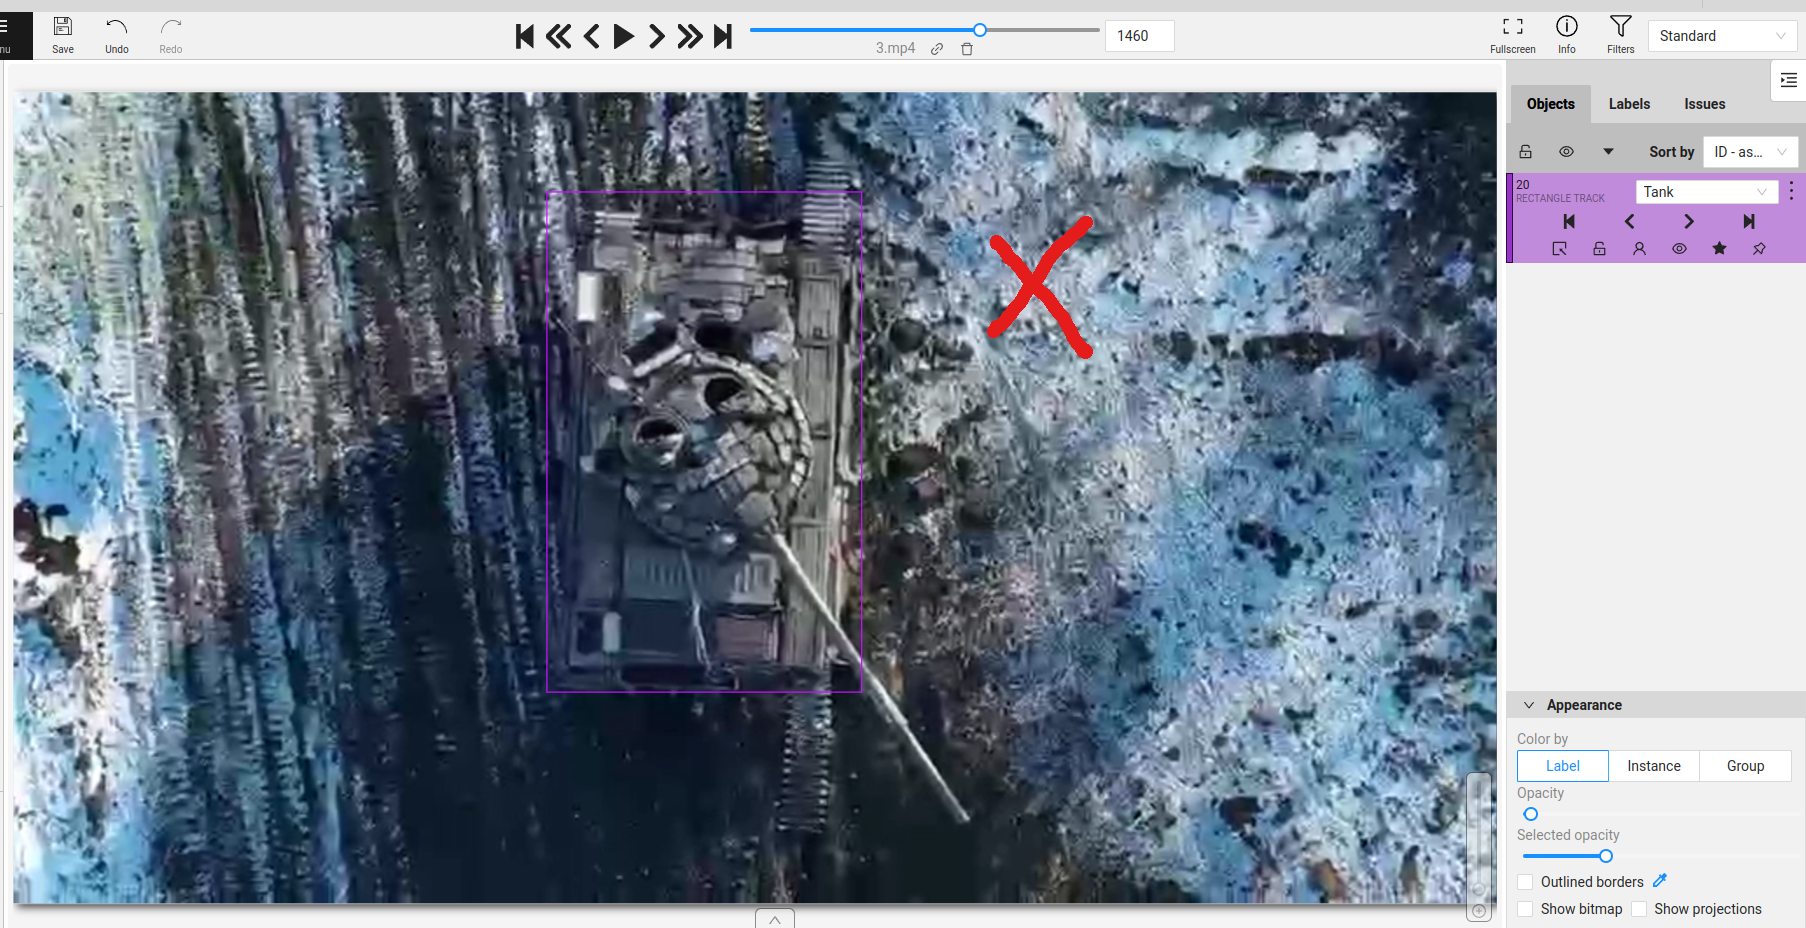 nu
Save
Undo
Redo
3.mp4
1460
Fullscreen
Info
Filters
Standard
Objects
Labels
Issues
Sort by
ID - as...
20
RECTANGLE TRACK
Tank
Appearance
Color by
Label
Instance
Group
Opacity
Selected opacity
Outlined borders
Show bitmap
Show projections